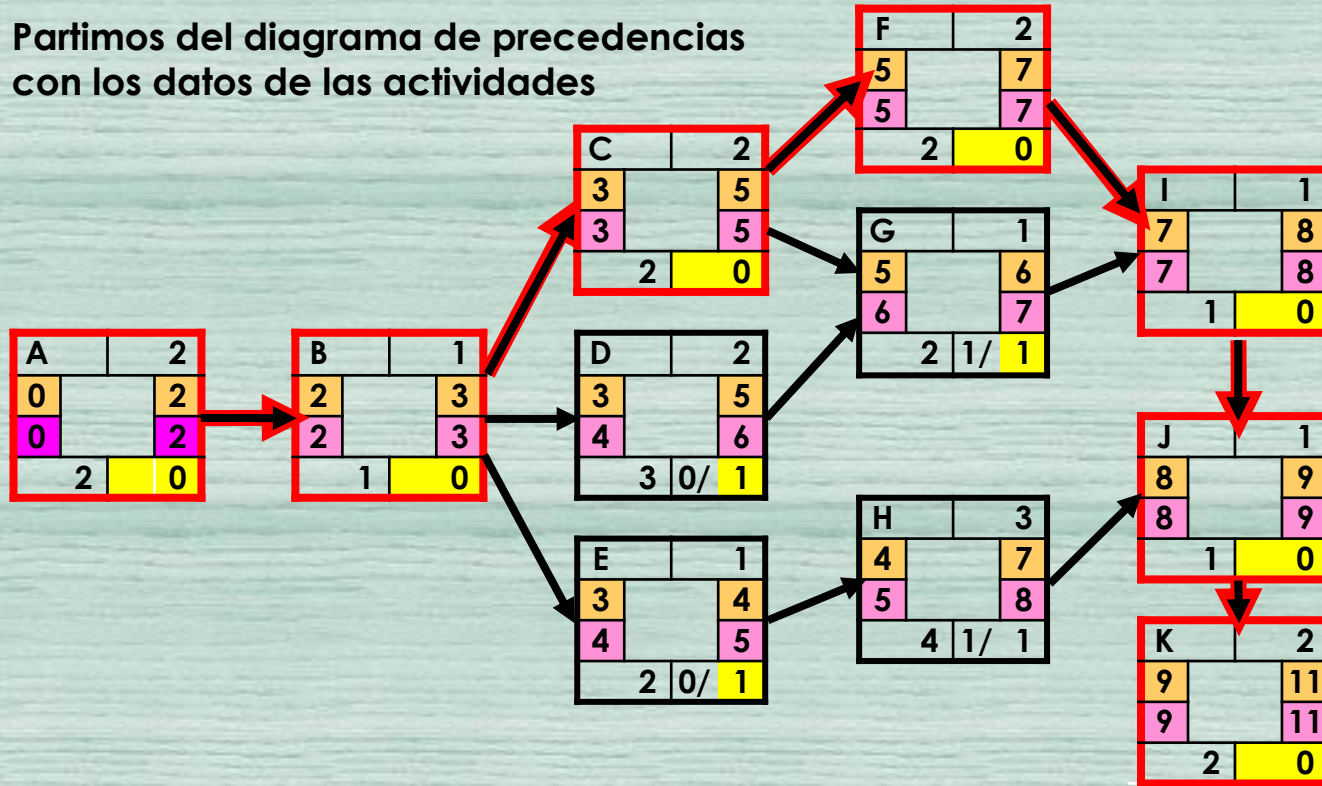 Partimos del diagrama de precedencias
con los datos de las actividades
F 2
5 7
5 7
2 0
C 2
3 5
3 5
2 0
I 1
7 8
7 8
1 0
G 1
5 6
6 7
2 1/ 1
A 2
0 2
0 2
2 0
B 1
2 3
2 3
1 0
D 2
3 5
4 6
3 0/ 1
J 1
8 9
8 9
1 0
H 3
4 7
5 8
4 1/ 1
E 1
3 4
4 5
2 0/ 1
K 2
9 11
9 11
2 0